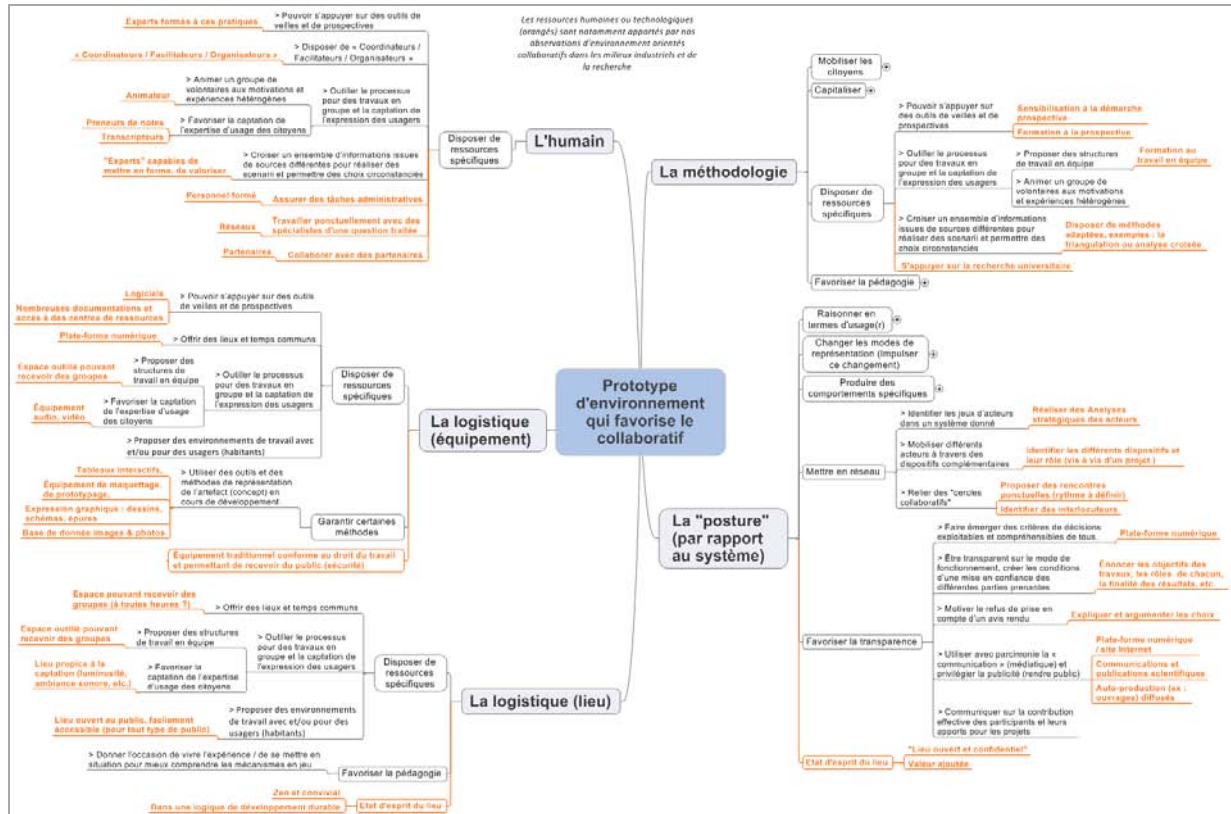 Les ressources humaines ou technologiques
(orangés) sont notamment apportés par nos
observations d'environnement orientés
collaboratifs dans les milieux industriels et de
la recherche
Prototype
d'environnement
qui favorise le
collaboratif
L'humain
Disposer de
ressources
spécifiques
> Pouvoir s'appuyer sur des outils de
veilles et de prospectives
Experts formés à ces pratiques
> Disposer de « Coordinateurs /
Facilitateurs / Organisateurs »
« Coordinateurs / Facilitateurs / Organisateurs »
> Outiller le processus
pour des travaux en
groupe et la captation de
l'expression des usagers
> Animer un groupe de
volontaires aux motivations et
expériences hétérogènes
Animateur
> Favoriser la captation de
l'expertise d'usage des citoyens
Preneurs de notes
Transcripteurs
> Croiser un ensemble d'informations issues
de sources différentes pour réaliser des
scenarii et permettre des choix circonstanciés
"Experts" capables de
mettre en forme, de valoriser
Assurer des tâches administratives
Personnel formé
Travailler ponctuellement avec des
spécialistes d'une question traitée
Réseaux
Collaborer avec des partenaires
Partenaires
La logistique
(équipement)
Disposer de
ressources
spécifiques
> Pouvoir s'appuyer sur des outils
de veilles et de prospectives
Logiciels
Nombreuses documentations et
accès à des centres de ressources
> Offrir des lieux et temps communs
Plate-forme numérique
> Outiller le processus
pour des travaux en
groupe et la captation de
l'expression des usagers
> Proposer des
structures de
travail en équipe
Espace outillé pouvant
recevoir des groupes
> Favoriser la captation
de l'expertise d'usage
des citoyens
Équipement
audio, vidéo
> Proposer des environnements de travail avec
et/ou pour des usagers (habitants)
Garantir certaines
méthodes
> Utiliser des outils et des
méthodes de représentation
de l'artefact (concept) en
cours de développement
Tableaux interactifs,
Équipement de maquettage,
de prototypage,
Expression graphique : dessins,
schémas, épures
Base de donnée images & photos
Equipement traditionnel conforme au droit du travail
et permettant de recevoir du public (sécurité)
La logistique (lieu)
Disposer de
ressources
spécifiques
> Offrir des lieux et temps communs
Espace pouvant recevoir des
groupes (à toutes heures ?)
> Outiller le processus
pour des travaux en
groupe et la captation de
l'expression des usagers
> Proposer des structures
de travail en équipe
Espace outillé pouvant
recevoir des groupes
> Favoriser la
captation de l'expertise
d'usage des citoyens
Lieu propice à la
captation (luminosité,
ambiance sonore, etc.)
> Proposer des environnements
de travail avec et/ou pour des
usagers (habitants)
Lieu ouvert au public, facilement
accessible (pour tout type de public)
Favoriser la pédagogie
> Donner l'occasion de vivre l'expérience / de se mettre en
situation pour mieux comprendre les mécanismes en jeu
Etat d'esprit du lieu
Zen et convivial
Dans une logique de développement durable
La méthodologie
Mobiliser les
citoyens
Capitaliser
Disposer de
ressources
spécifiques
> Pouvoir s'appuyer sur
des outils de veilles et de
prospectives
Sensibilisation à la démarche
prospective
Formation à la prospective
> Outiller le processus
pour des travaux en
groupe et la captation de
l'expression des usagers
> Proposer des structures
de travail en équipe
Formation au
travail en équipe
> Animer un groupe de
volontaires aux motivations
et expériences hétérogènes
> Croiser un ensemble d'informations
issues de sources différentes pour
réaliser des scenarii et permettre des
choix circonstanciés
Disposer de méthodes
adaptées, exemples : la
triangulation ou analyse croisée
S'appuyer sur la recherche universitaire
Favoriser la pédagogie
La "posture"
(par rapport
au système)
Raisonner en
termes d'usage(r)
Changer les modes de
représentation (impulser
ce changement)
Produire des
comportements spécifiques
Mettre en réseau
> Identifier les jeux d'acteurs
dans un système donné
Réaliser des Analyses
stratégiques des acteurs
> Mobiliser différents
acteurs à travers des
dispositifs complémentaires
Identifier les différents dispositifs et
leur rôle (vis à vis d'un projet )
> Relier des "cercles
collaboratifs"
Proposer des rencontres
ponctuelles (rythme à définir)
Identifier des interlocuteurs
Favoriser la transparence
> Faire émerger des critères de décisions
exploitables et compréhensibles de tous.
Plate-forme numérique
> Être transparent sur le mode de
fonctionnement, créer les conditions
d'une mise en confiance des
différentes parties prenantes
Énoncer les objectifs des
travaux, les rôles de chacun,
la finalité des résultats, etc.
> Motiver le refus de prise en
compte d'un avis rendu
Expliquer et argumenter les choix
> Utiliser avec parcimonie la «
communication » (médiatique) et
privilégier la publicité (rendre public)
Plate-forme numérique
/ site Internet
Communications et
publications scientifiques
Auto-production (ex :
ouvrages) diffusés
> Communiquer sur la contribution
effective des participants et leurs
apports pour les projets
Etat d'esprit du lieu
"Lieu ouvert et confidentiel"
Valeur ajoutée